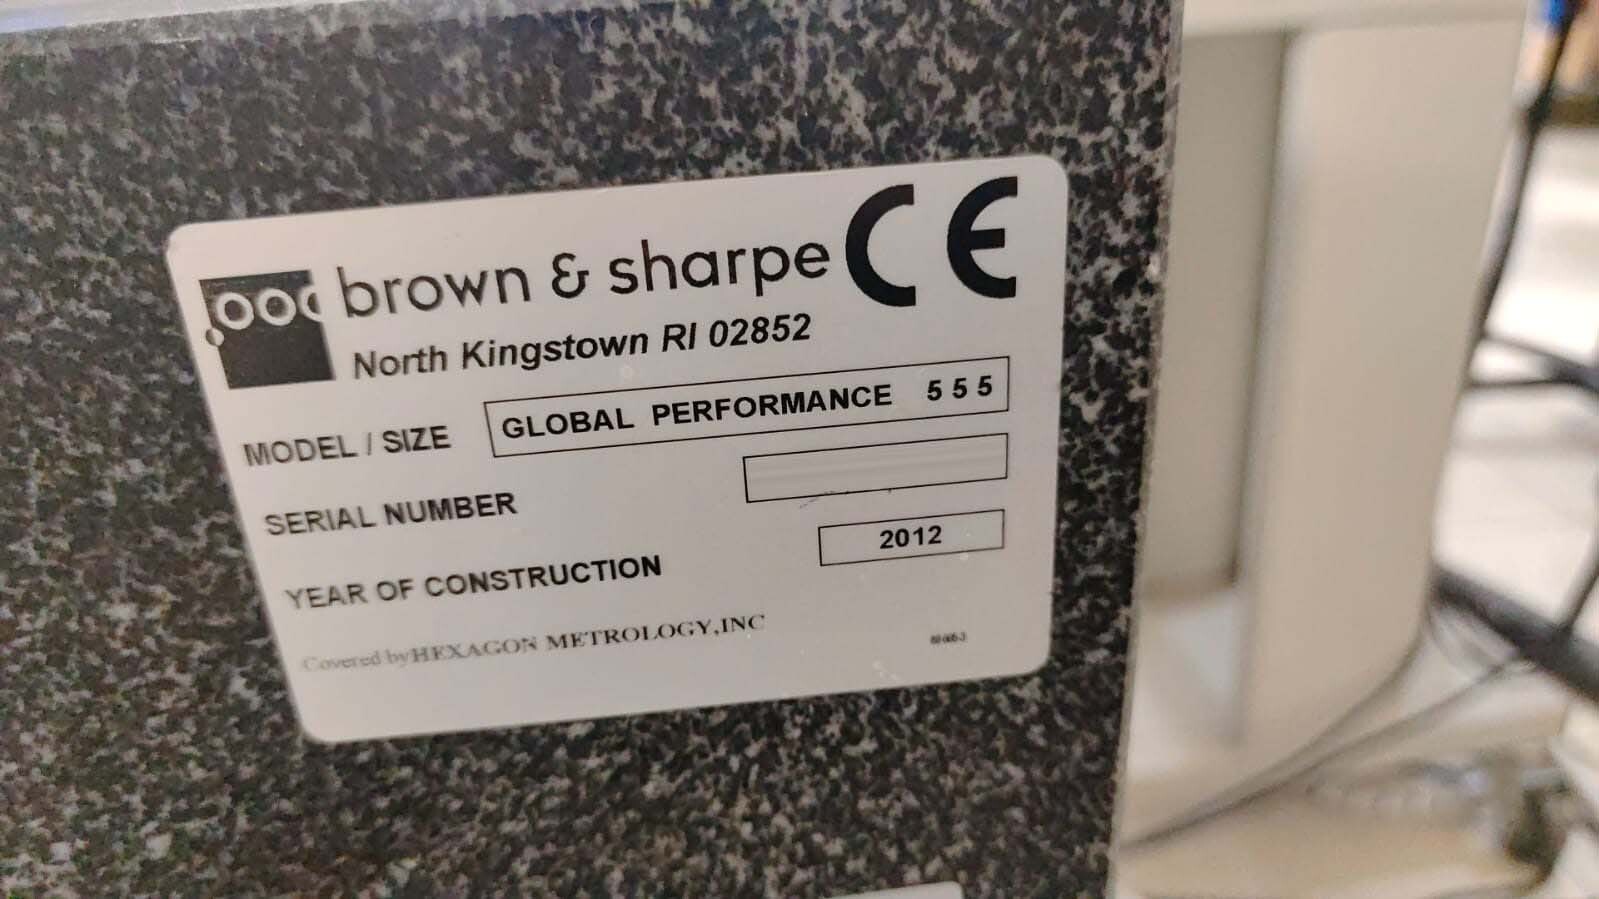 brown & sharpe CE
North Kingstown RI 02852
MODEL / SIZE GLOBAL PERFORMANCE 555
SERIAL NUMBER
YEAR OF CONSTRUCTION 2012
Covered by HEXAGON METROLOGY,INC